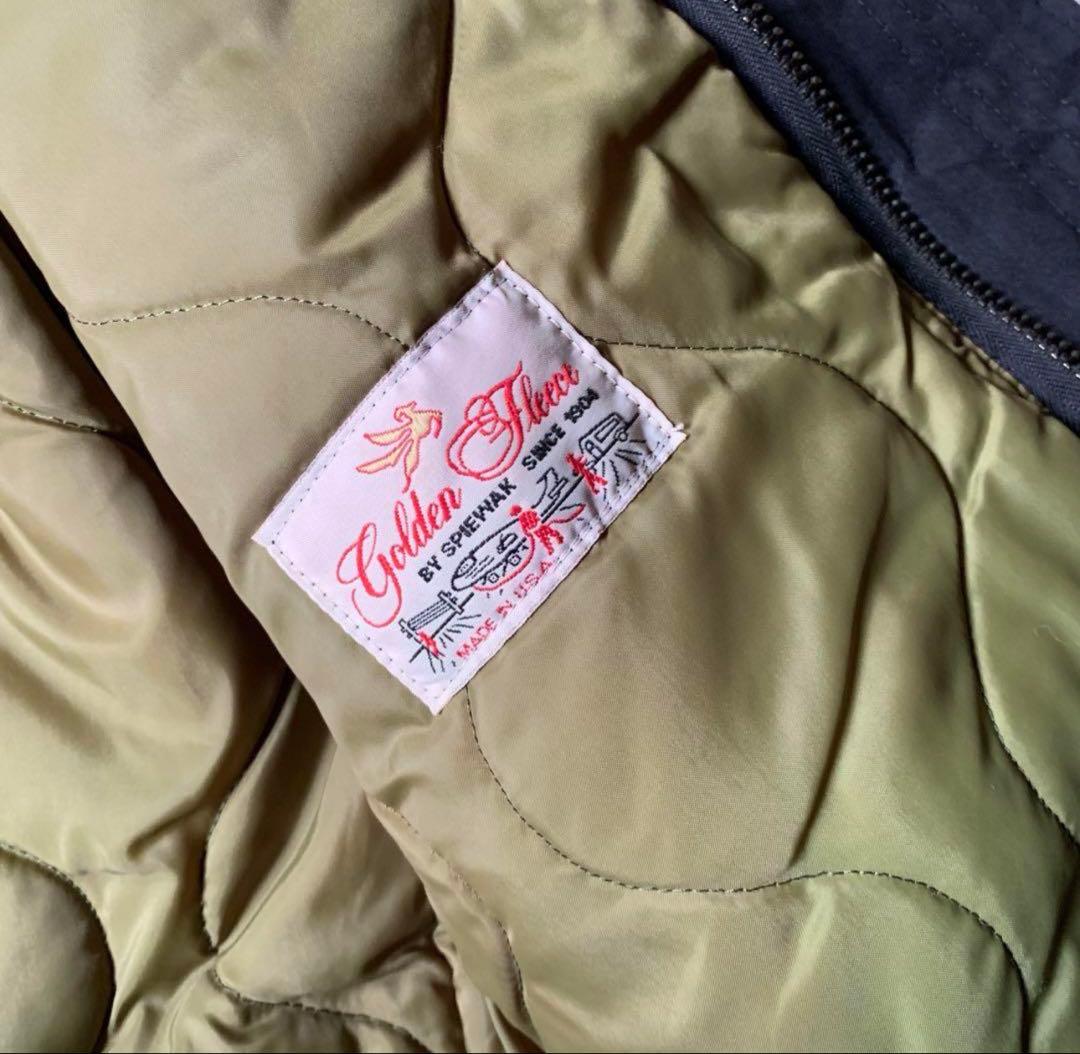 Golden Fleece
BY SPIEWAK SINCE 1904
MADE IN U.S.A.